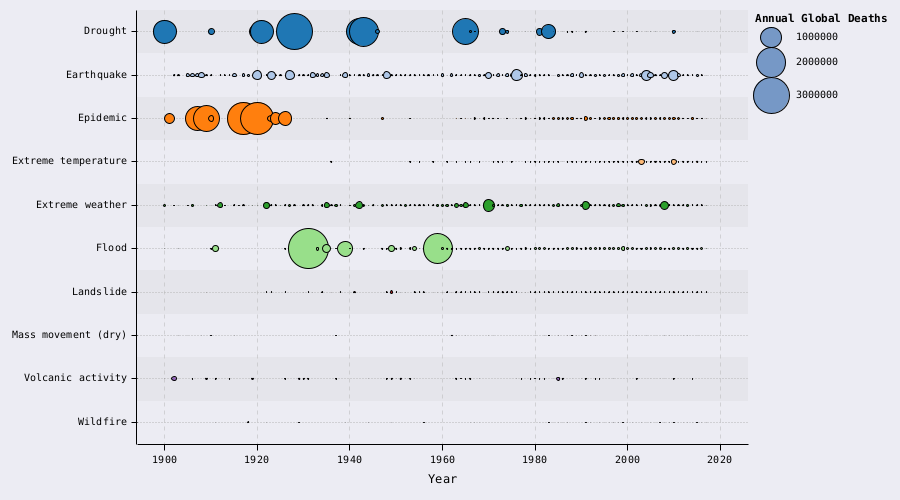 Annual Global Deaths
1000000
2000000
3000000
Drought
Earthquake
Epidemic
Extreme temperature
Extreme weather
Flood
Landslide
Mass movement (dry)
Volcanic activity
Wildfire
1900 1920 1940 1960 1980 2000 2020
Year